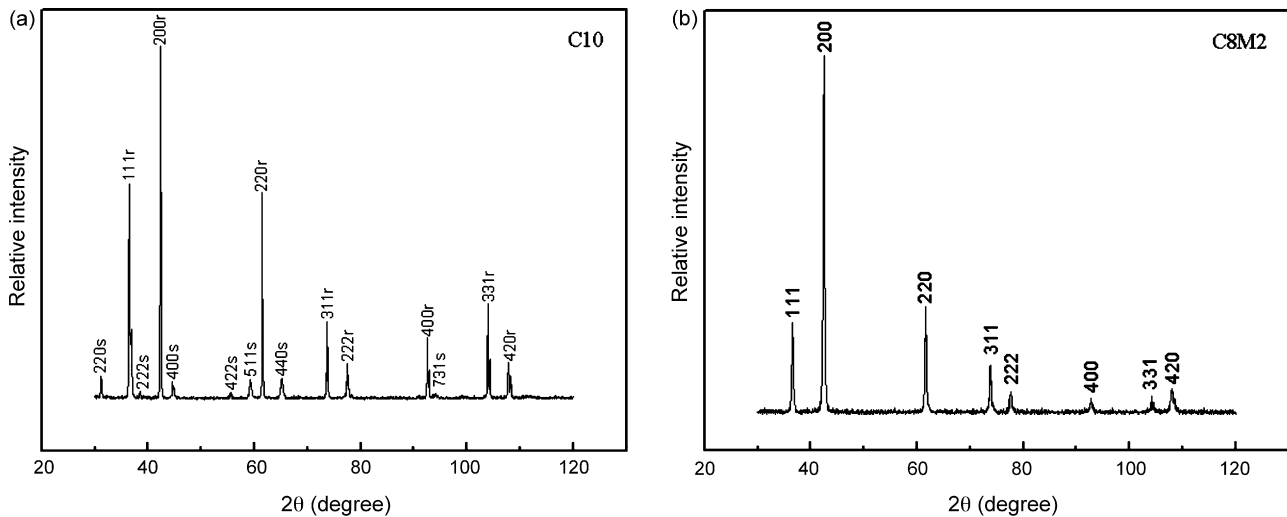 (a)
C10
Relative intensity
220s
111r
222s
200r
400s
422s
511s
220r
440s
311r
222r
400r
731s
331r
420r
20 40 60 80 100 120
2θ (degree)
(b)
C8M2
Relative intensity
111
200
220
311
222
400
331
420
20 40 60 80 100 120
2θ (degree)